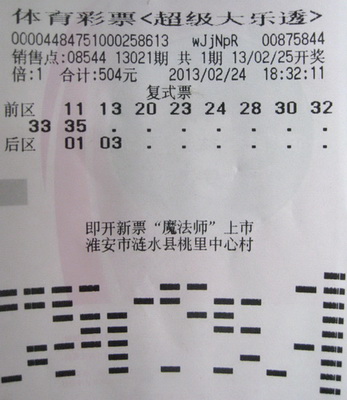 体育彩票<超级大乐透>
00004484751000258613 wJjNpR 00875844
销售点:08544 13021期 共1期 13/02/25开奖
倍:1 合计:504元 2013/02/24 18:32:11
复式票
前区 11 13 20 23 24 28 30 32
33 35 . . . . . .
后区 01 03 . . . . . .
即开新票“魔法师”上市
淮安市涟水县桃里中心村